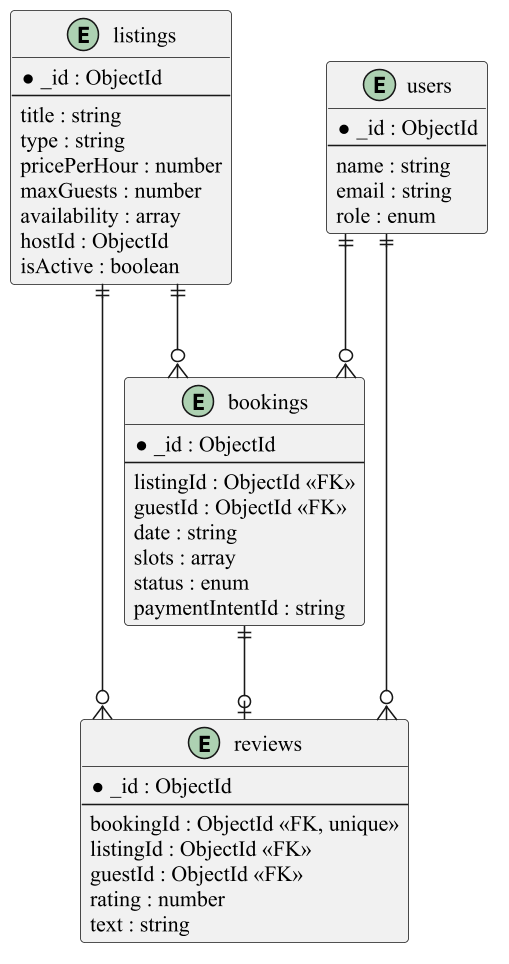 E listings
* _id : ObjectId
title : string
type : string
pricePerHour : number
maxGuests : number
availability : array
hostId : ObjectId
isActive : boolean
E users
* _id : ObjectId
name : string
email : string
role : enum
E bookings
* _id : ObjectId
listingId : ObjectId «FK»
guestId : ObjectId «FK»
date : string
slots : array
status : enum
paymentIntentId : string
E reviews
* _id : ObjectId
bookingId : ObjectId «FK, unique»
listingId : ObjectId «FK»
guestId : ObjectId «FK»
rating : number
text : string